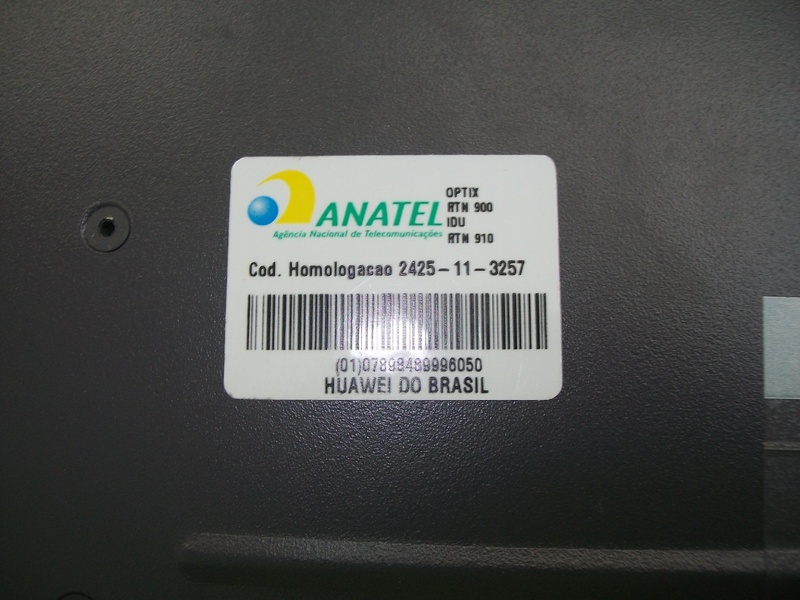 ANATEL
Agência Nacional de Telecomunicações
OPTIX
RTN 900
IDU
RTN 910
Cod. Homologacao 2425-11-3257
(01)07898489996050
HUAWEI DO BRASIL